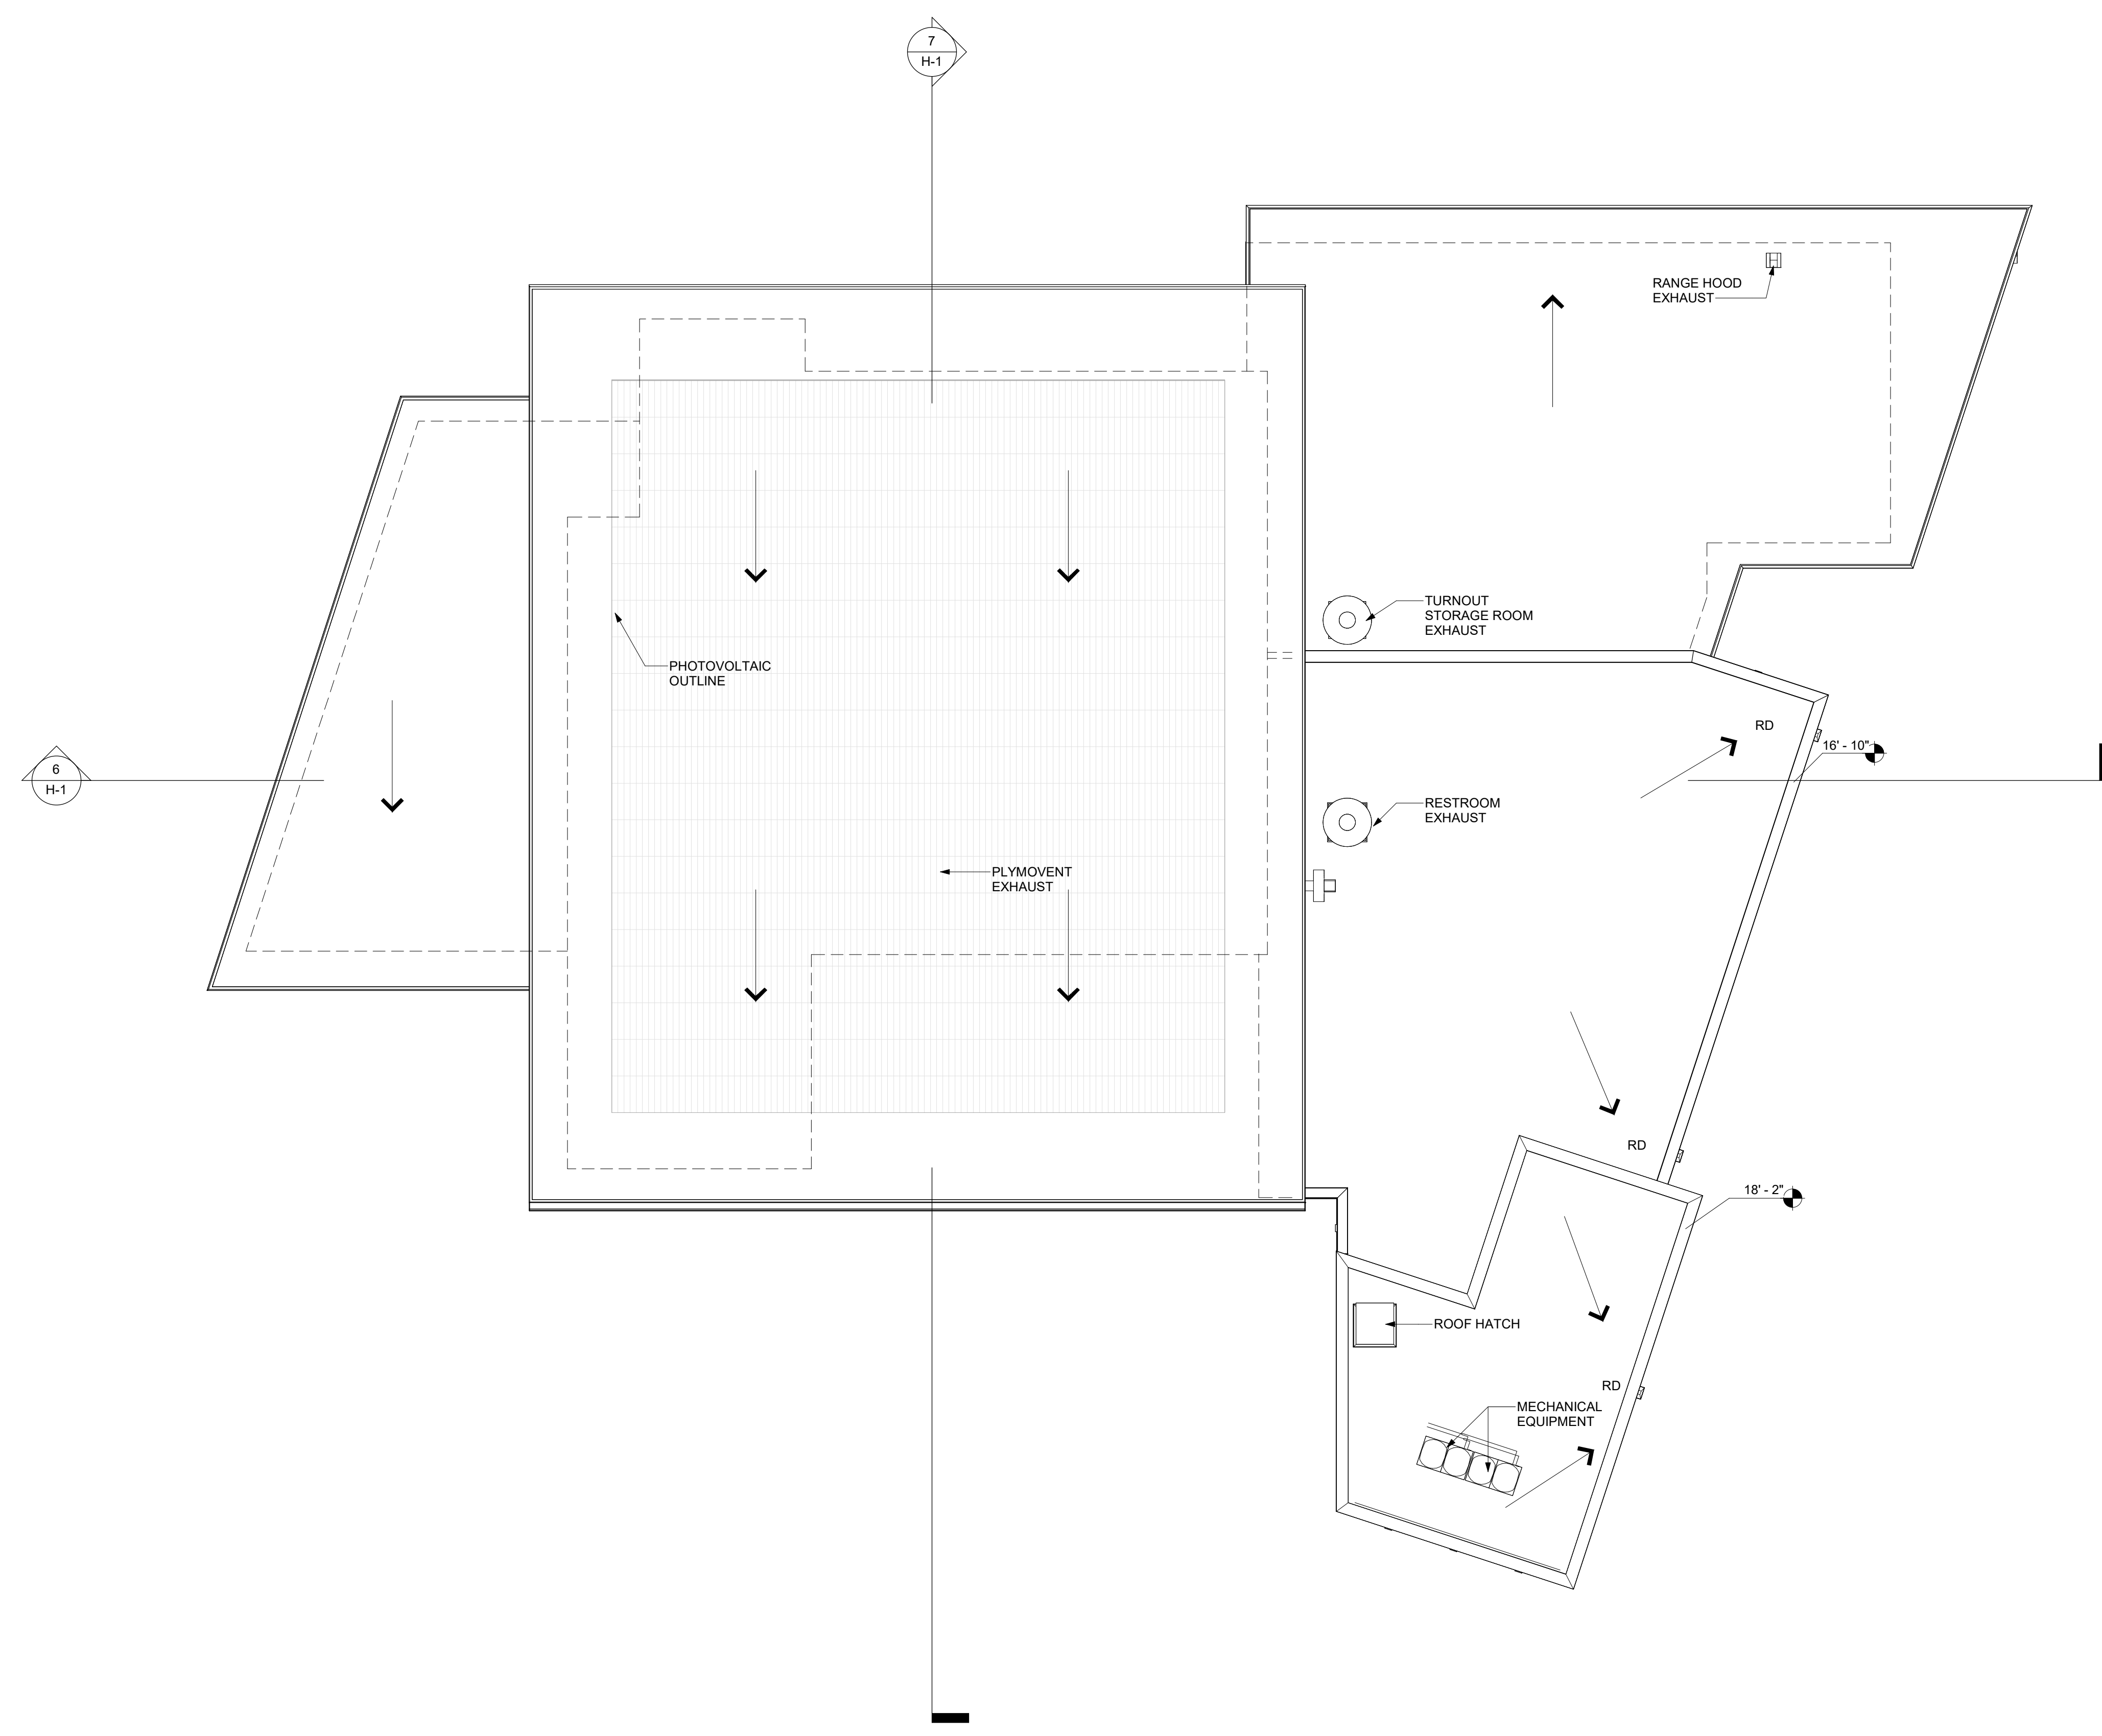 7
H-1
RANGE HOOD
EXHAUST
TURNOUT
STORAGE ROOM
EXHAUST
PHOTOVOLTAIC
OUTLINE
RD
16' - 10"
6
H-1
RESTROOM
EXHAUST
PLYMOVENT
EXHAUST
RD
18' - 2"
ROOF HATCH
RD
MECHANICAL
EQUIPMENT